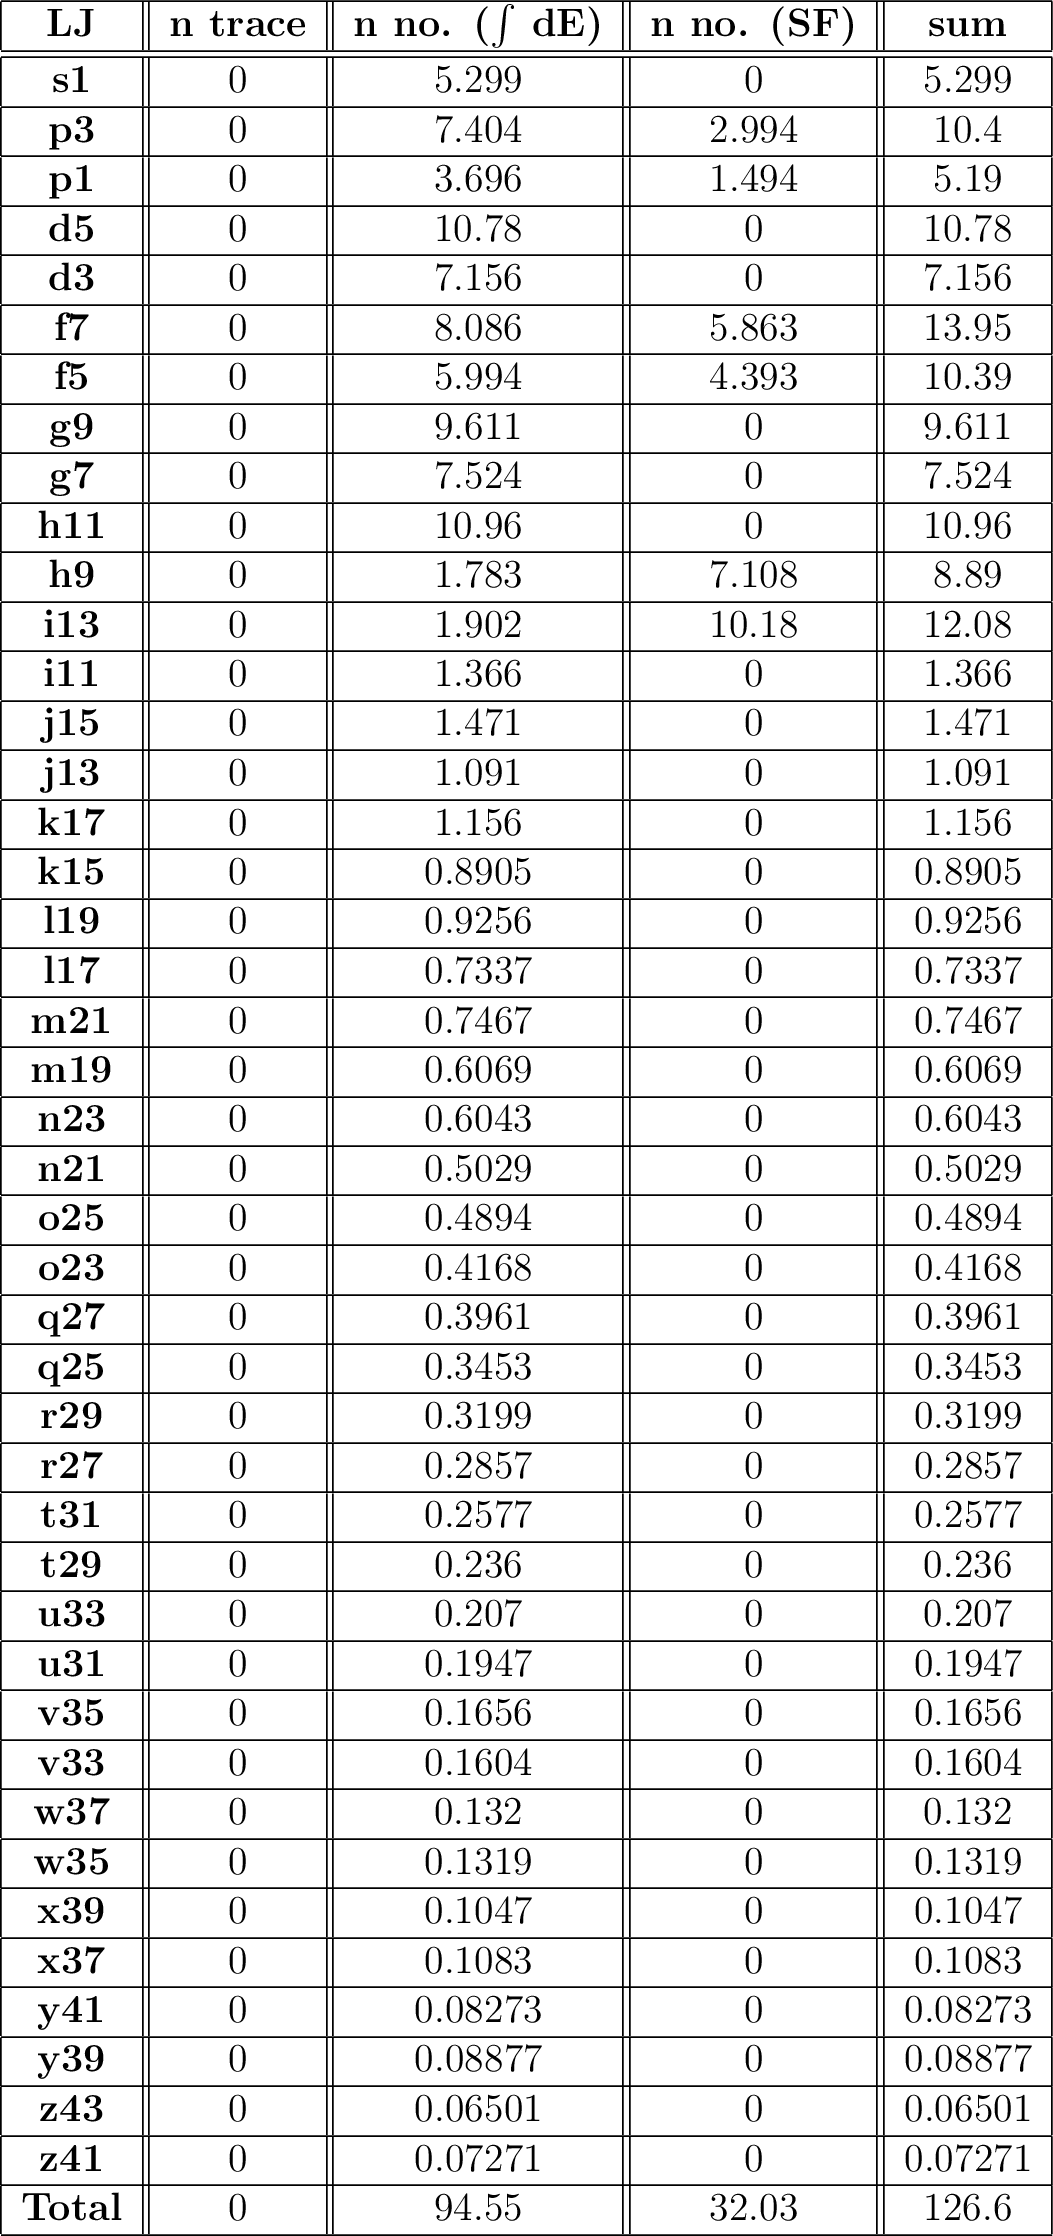 LJ n trace n no. (∫ dE) n no. (SF) sum
s1 0 5.299 0 5.299
p3 0 7.404 2.994 10.4
p1 0 3.696 1.494 5.19
d5 0 10.78 0 10.78
d3 0 7.156 0 7.156
f7 0 8.086 5.863 13.95
f5 0 5.994 4.393 10.39
g9 0 9.611 0 9.611
g7 0 7.524 0 7.524
h11 0 10.96 0 10.96
h9 0 1.783 7.108 8.89
i13 0 1.902 10.18 12.08
i11 0 1.366 0 1.366
j15 0 1.471 0 1.471
j13 0 1.091 0 1.091
k17 0 1.156 0 1.156
k15 0 0.8905 0 0.8905
l19 0 0.9256 0 0.9256
l17 0 0.7337 0 0.7337
m21 0 0.7467 0 0.7467
m19 0 0.6069 0 0.6069
n23 0 0.6043 0 0.6043
n21 0 0.5029 0 0.5029
o25 0 0.4894 0 0.4894
o23 0 0.4168 0 0.4168
q27 0 0.3961 0 0.3961
q25 0 0.3453 0 0.3453
r29 0 0.3199 0 0.3199
r27 0 0.2857 0 0.2857
t31 0 0.2577 0 0.2577
t29 0 0.236 0 0.236
u33 0 0.207 0 0.207
u31 0 0.1947 0 0.1947
v35 0 0.1656 0 0.1656
v33 0 0.1604 0 0.1604
w37 0 0.132 0 0.132
w35 0 0.1319 0 0.1319
x39 0 0.1047 0 0.1047
x37 0 0.1083 0 0.1083
y41 0 0.08273 0 0.08273
y39 0 0.08877 0 0.08877
z43 0 0.06501 0 0.06501
z41 0 0.07271 0 0.07271
Total 0 94.55 32.03 126.6